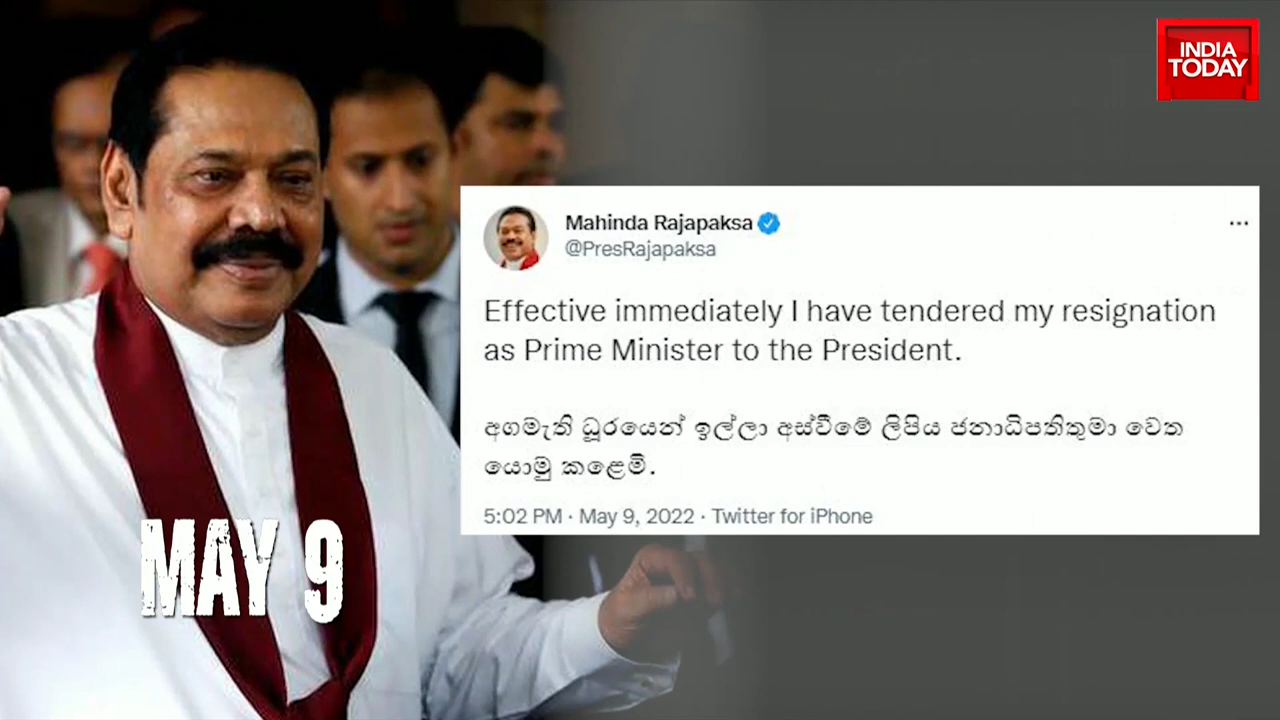 INDIA
TODAY
Mahinda Rajapaksa
@PresRajapaksa
Effective immediately I have tendered my resignation
as Prime Minister to the President.
අගමැති ධූරයෙන් ඉල්ලා අස්වීමේ ලිපිය ජනාධිපතිතුමා වෙත
යොමු කළෙමි.
5:02 PM · May 9, 2022 · Twitter for iPhone
MAY 9